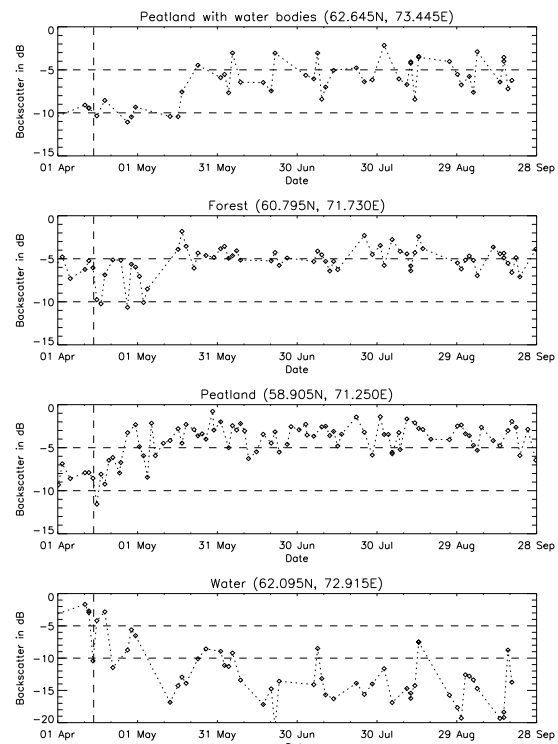 Peatland with water bodies (62.645N, 73.445E)
0
−5
−10
−15
Backscatter in dB
01 Apr 01 May 31 May 30 Jun 30 Jul 29 Aug 28 Sep
Date
Forest (60.795N, 71.730E)
0
−5
−10
−15
Backscatter in dB
01 Apr 01 May 31 May 30 Jun 30 Jul 29 Aug 28 Sep
Date
Peatland (58.905N, 71.250E)
0
−5
−10
−15
Backscatter in dB
01 Apr 01 May 31 May 30 Jun 30 Jul 29 Aug 28 Sep
Date
Water (62.095N, 72.915E)
0
−5
−10
−15
−20
Backscatter in dB
01 Apr 01 May 31 May 30 Jun 30 Jul 29 Aug 28 Sep